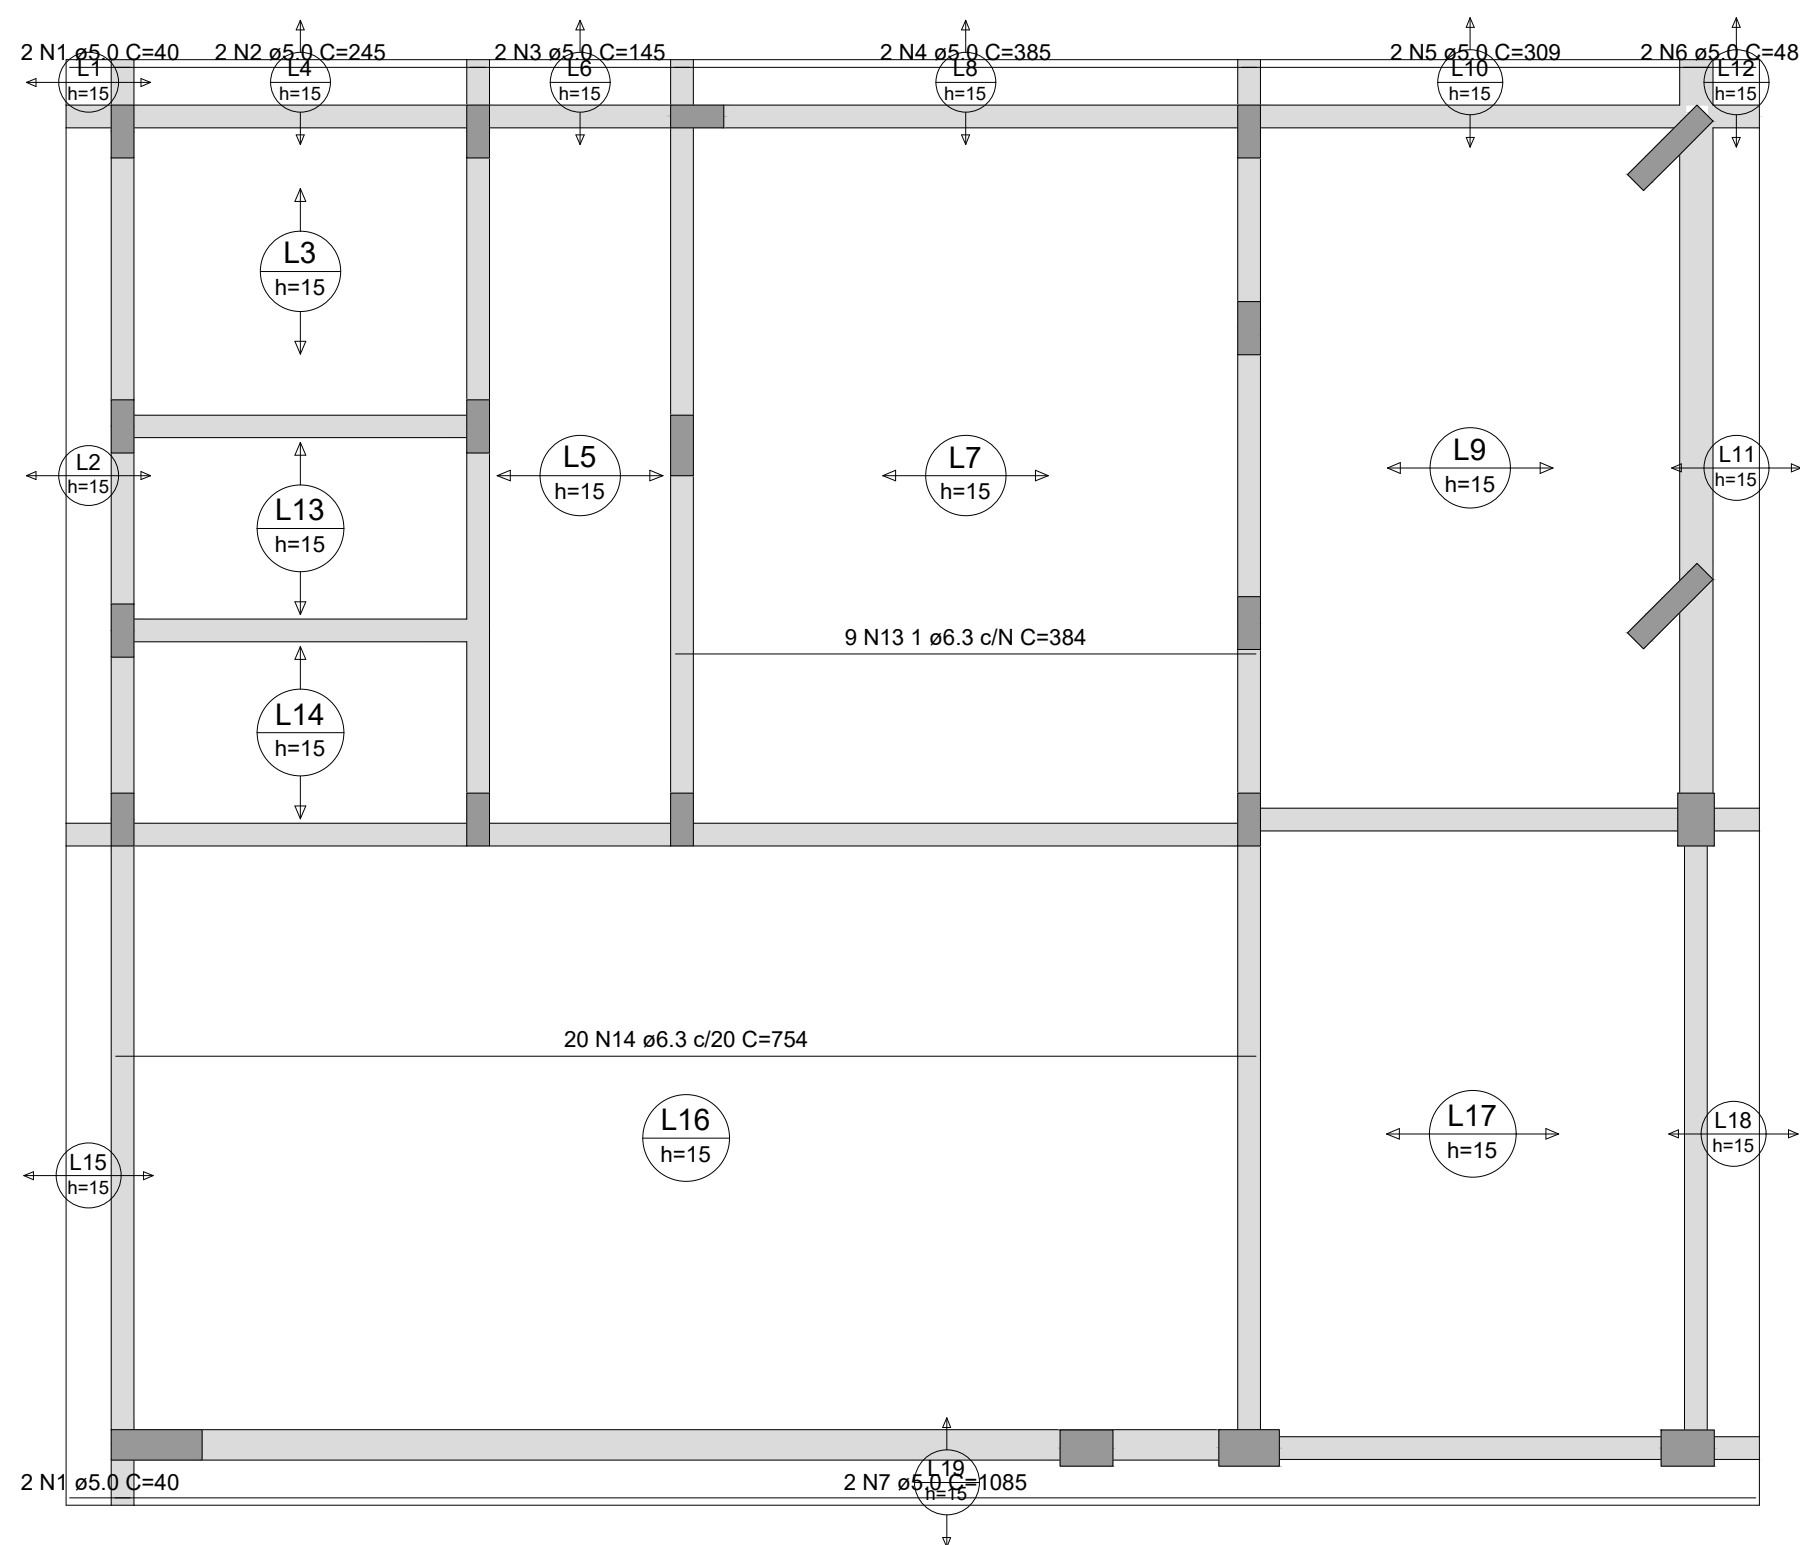 2 N1 ø5.0 C=40
2 N2 ø5.0 C=245
2 N3 ø5.0 C=145
2 N4 ø5.0 C=385
2 N5 ø5.0 C=309
2 N6 ø5.0 C=48
L1
h=15
L4
h=15
L6
h=15
L8
h=15
L10
h=15
L12
h=15
L3
h=15
L2
h=15
L5
h=15
L7
h=15
L9
h=15
L11
h=15
L13
h=15
9 N13 1 ø6.3 c/N C=384
L14
h=15
20 N14 ø6.3 c/20 C=754
L16
h=15
L17
h=15
L18
h=15
L15
h=15
2 N1 ø5.0 C=40
L19
h=15
2 N7 ø5.0 C=1085